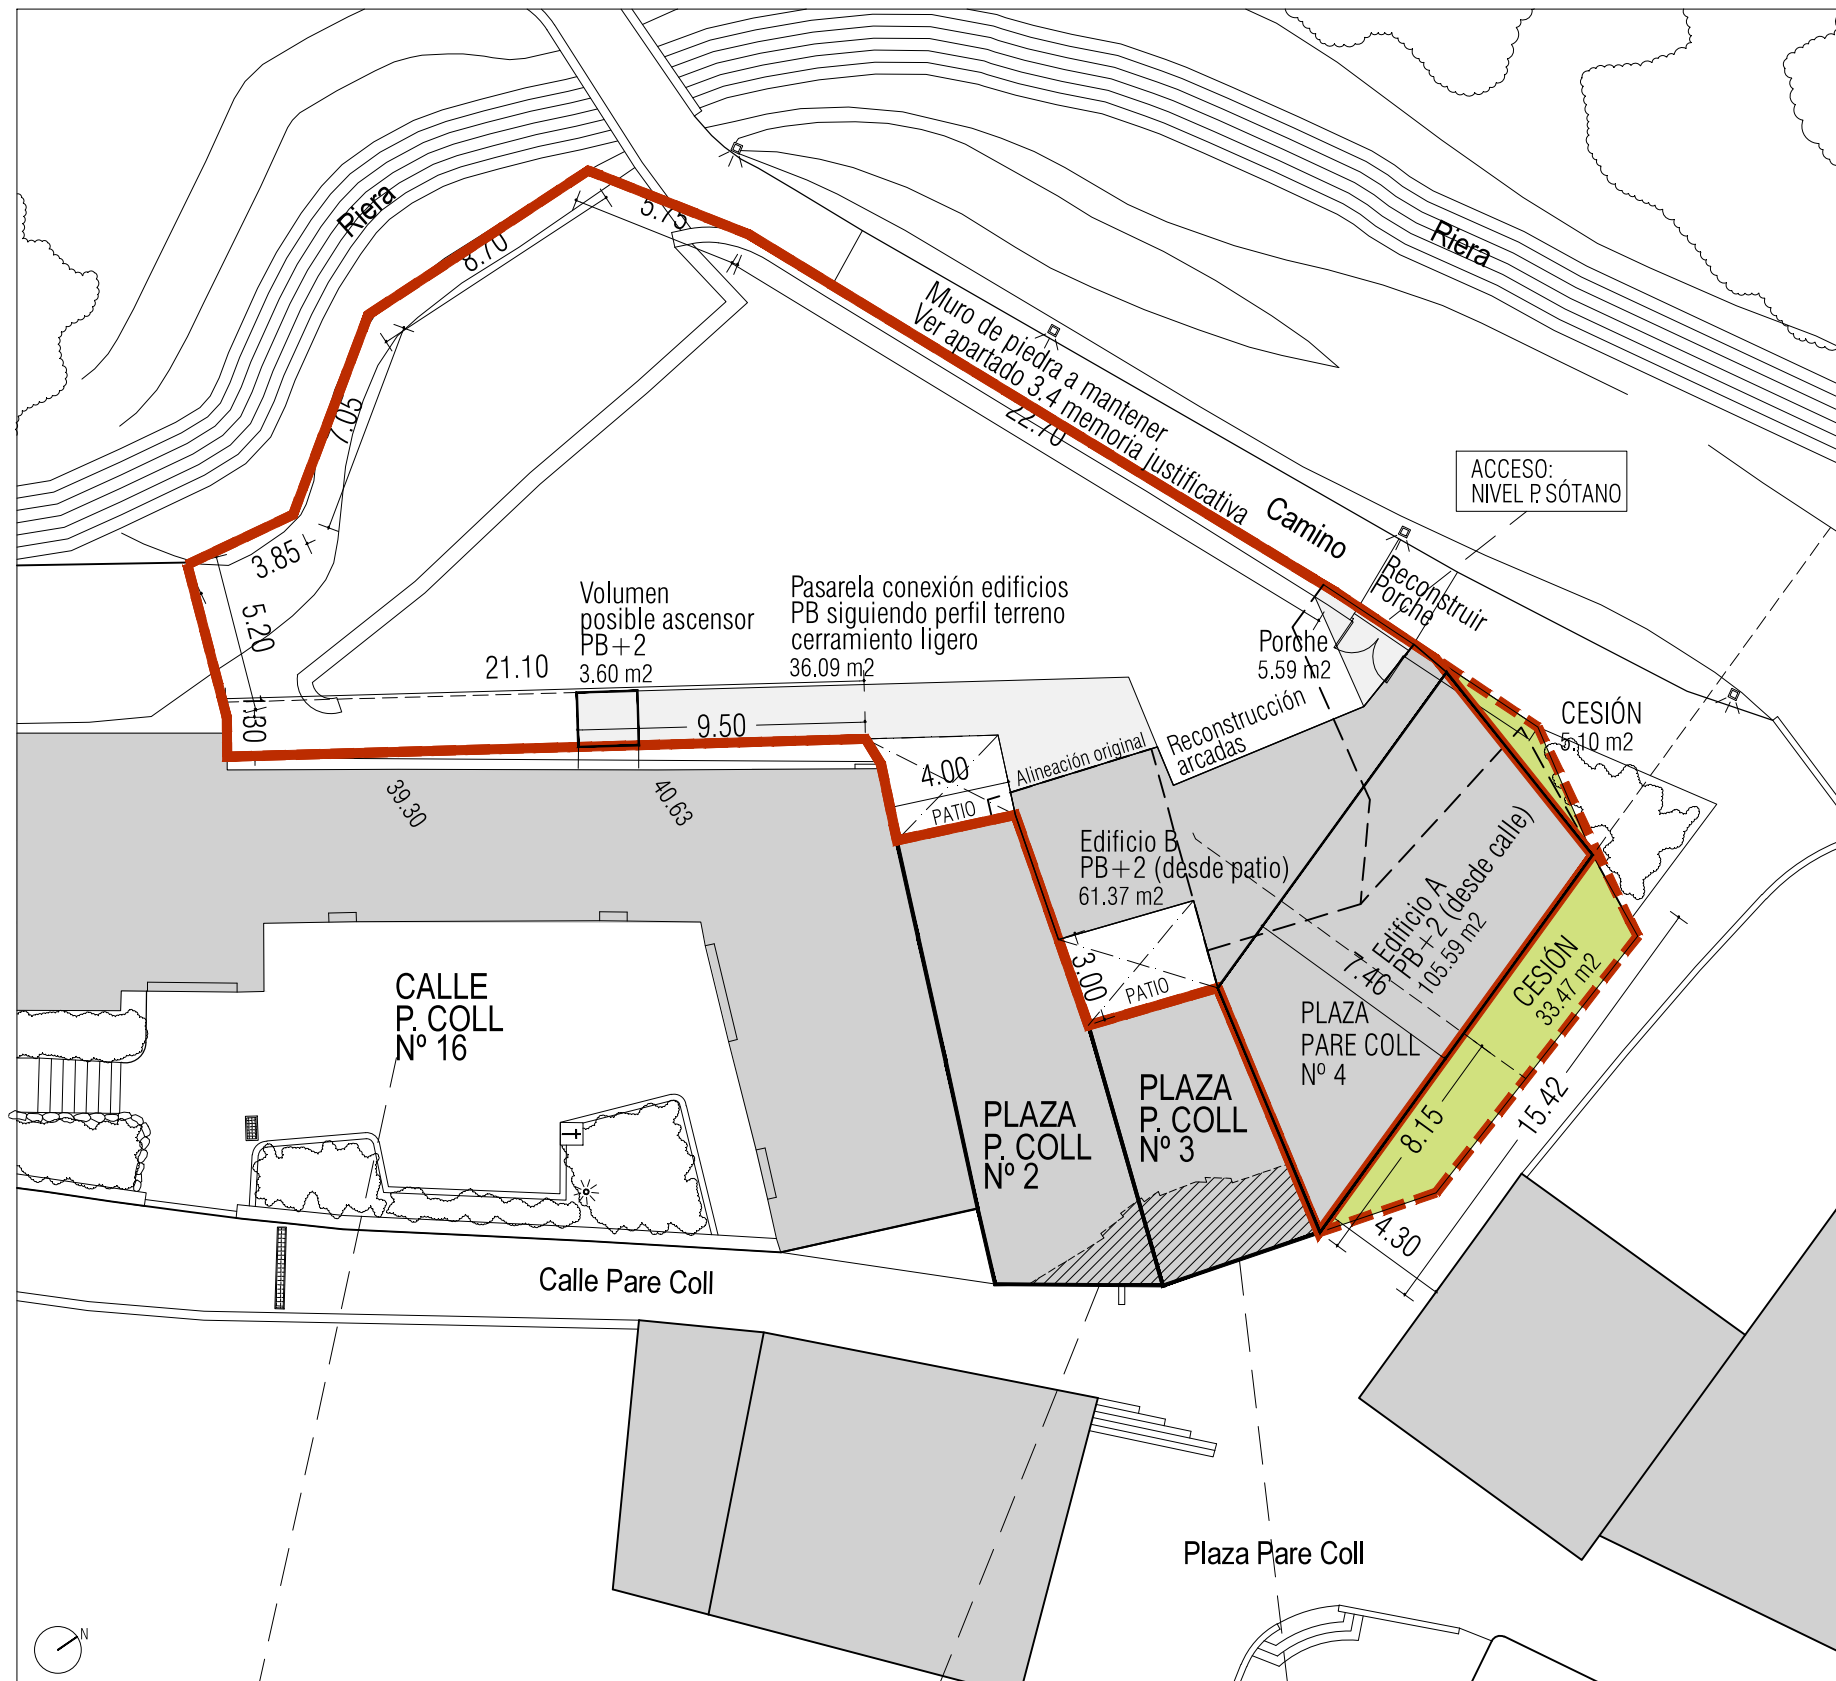 Riera
5.75
8.70
Riera
Muro de piedra a mantener
Ver apartado 3.4 memoria justificativa
22.70
7.05
ACCESO:
NIVEL P. SÓTANO
Camino
3.85
Reconstruir
Porche
Volumen
posible ascensor
PB+2
3.60 m2
Pasarela conexión edificios
PB siguiendo perfil terreno
cerramiento ligero
36.09 m2
5.20
Porche
5.59 m2
21.10
1.80
9.50
Reconstrucción
arcadas
CESIÓN
5.10 m2
4.00
Alineación original
39.30
40.63
PATIO
Edificio B
PB+2 (desde patio)
61.37 m2
Edificio A
PB+2 (desde calle)
105.59 m2
7.46
3.00
PATIO
CESIÓN
33.47 m2
CALLE
P. COLL
Nº 16
PLAZA
PARE COLL
Nº 4
PLAZA
P. COLL
Nº 2
PLAZA
P. COLL
Nº 3
8.15
15.42
4.30
Calle Pare Coll
Plaza Pare Coll
N